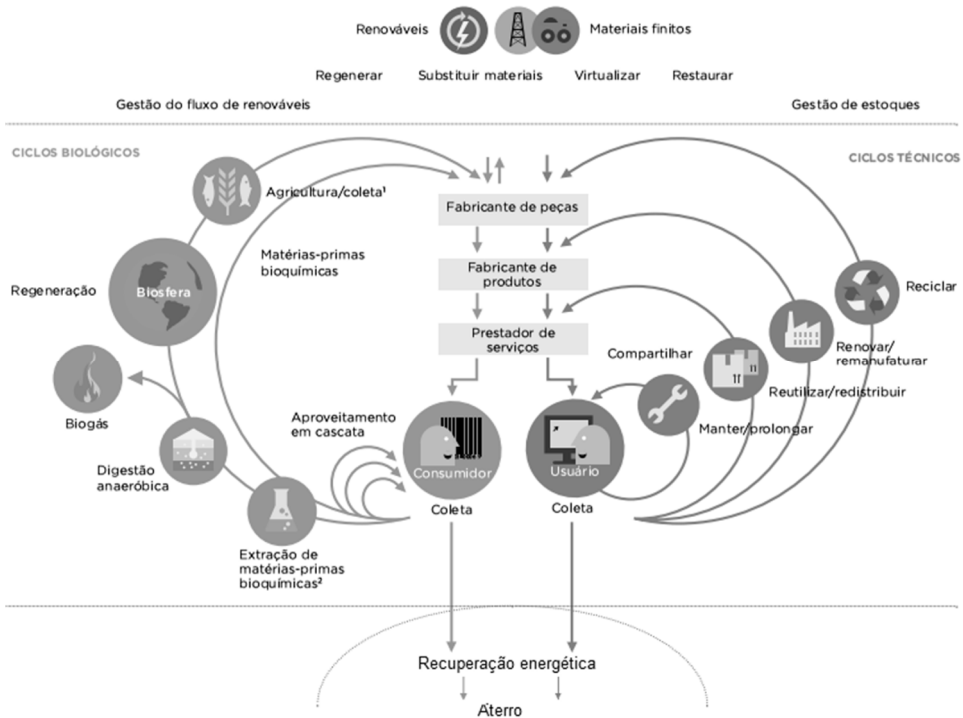 Renováveis
Materiais finitos
Regenerar
Substituir materiais
Virtualizar
Restaurar
Gestão do fluxo de renováveis
Gestão de estoques
CICLOS BIOLÓGICOS
CICLOS TÉCNICOS
Agricultura/coleta¹
Fabricante de peças
Matérias-primas
bioquímicas
Fabricante de
produtos
Regeneração
Biosfera
Reciclar
Prestador de
serviços
Compartilhar
Renovar/
remanufaturar
Reutilizar/redistribuir
Biogás
Aproveitamento
em cascata
Manter/prolongar
Digestão
anaeróbica
Consumidor
Usuário
Coleta
Coleta
Extração de
matérias-primas
bioquímicas²
Recuperação energética
Aterro